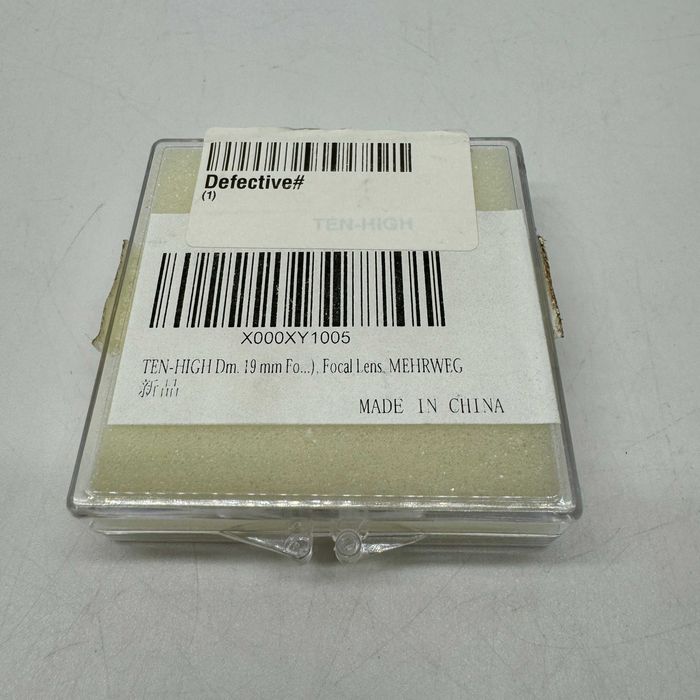 Defective#
(1)
TEN-HIGH
X000XY1005
TEN-HIGH Dm. 19 mm Fo...), Focal Lens, MEHRWEG
新品
MADE IN CHINA